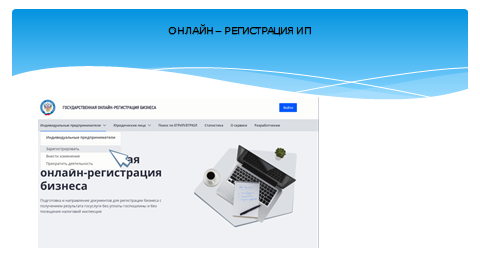 ОНЛАЙН – РЕГИСТРАЦИЯ ИП
ГОСУДАРСТВЕННАЯ ОНЛАЙН-РЕГИСТРАЦИЯ БИЗНЕСА
Войти
Индивидуальные предприниматели Юридические лица Поиск по ЕГРИП/ЕГРЮЛ Статистика О сервисе Разработчикам
Индивидуальные предприниматели
Зарегистрировать
Внести изменения
Прекратить деятельность
ая
онлайн-регистрация
бизнеса
Подготовка и направление документов для регистрации бизнеса с
получением результата госуслуги без уплаты госпошлины и без
посещения налоговой инспекции